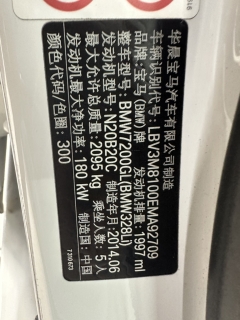 华晨宝马汽车有限公司制造
车辆识别代号: LBV3M8100EMA92709
品牌: 宝马 (BMW) 牌 发动机排量: 1997 ml
整车型号: BMW7200GL(BMW328Li)
发动机型号: N20B20C 制造年月: 2014.06
最大允许总质量: 2095 kg 乘坐人数: 5人
发动机最大净功率: 180 kW 制造国: 中国
颜色代码/色圈: 300